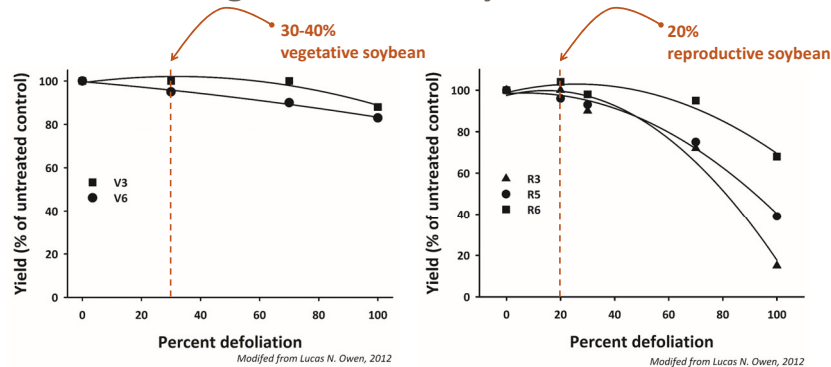 30-40%
vegetative soybean
Yield (% of untreated control)
100
80
60
40
20
0
V3
V6
0 20 40 60 80 100
Percent defoliation
Modifed from Lucas N. Owen, 2012
20%
reproductive soybean
Yield (% of untreated control)
100
80
60
40
20
0
R3
R5
R6
0 20 40 60 80 100
Percent defoliation
Modifed from Lucas N. Owen, 2012